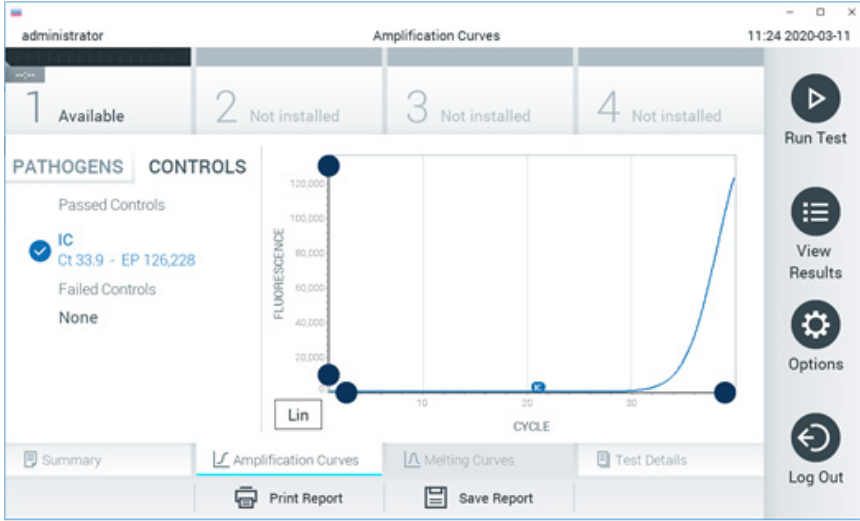 administrator
Amplification Curves
11:24 2020-03-11
--:--
1 Available
2 Not installed
3 Not installed
4 Not installed
Run Test
PATHOGENS
CONTROLS
Passed Controls
IC
Ct 33.9 - EP 126,228
Failed Controls
None
120,000
100,000
80,000
60,000
40,000
20,000
0
FLUORESCENCE
IC
10
20
30
CYCLE
Lin
View
Results
Options
Log Out
Summary
Amplification Curves
Melting Curves
Test Details
Print Report
Save Report